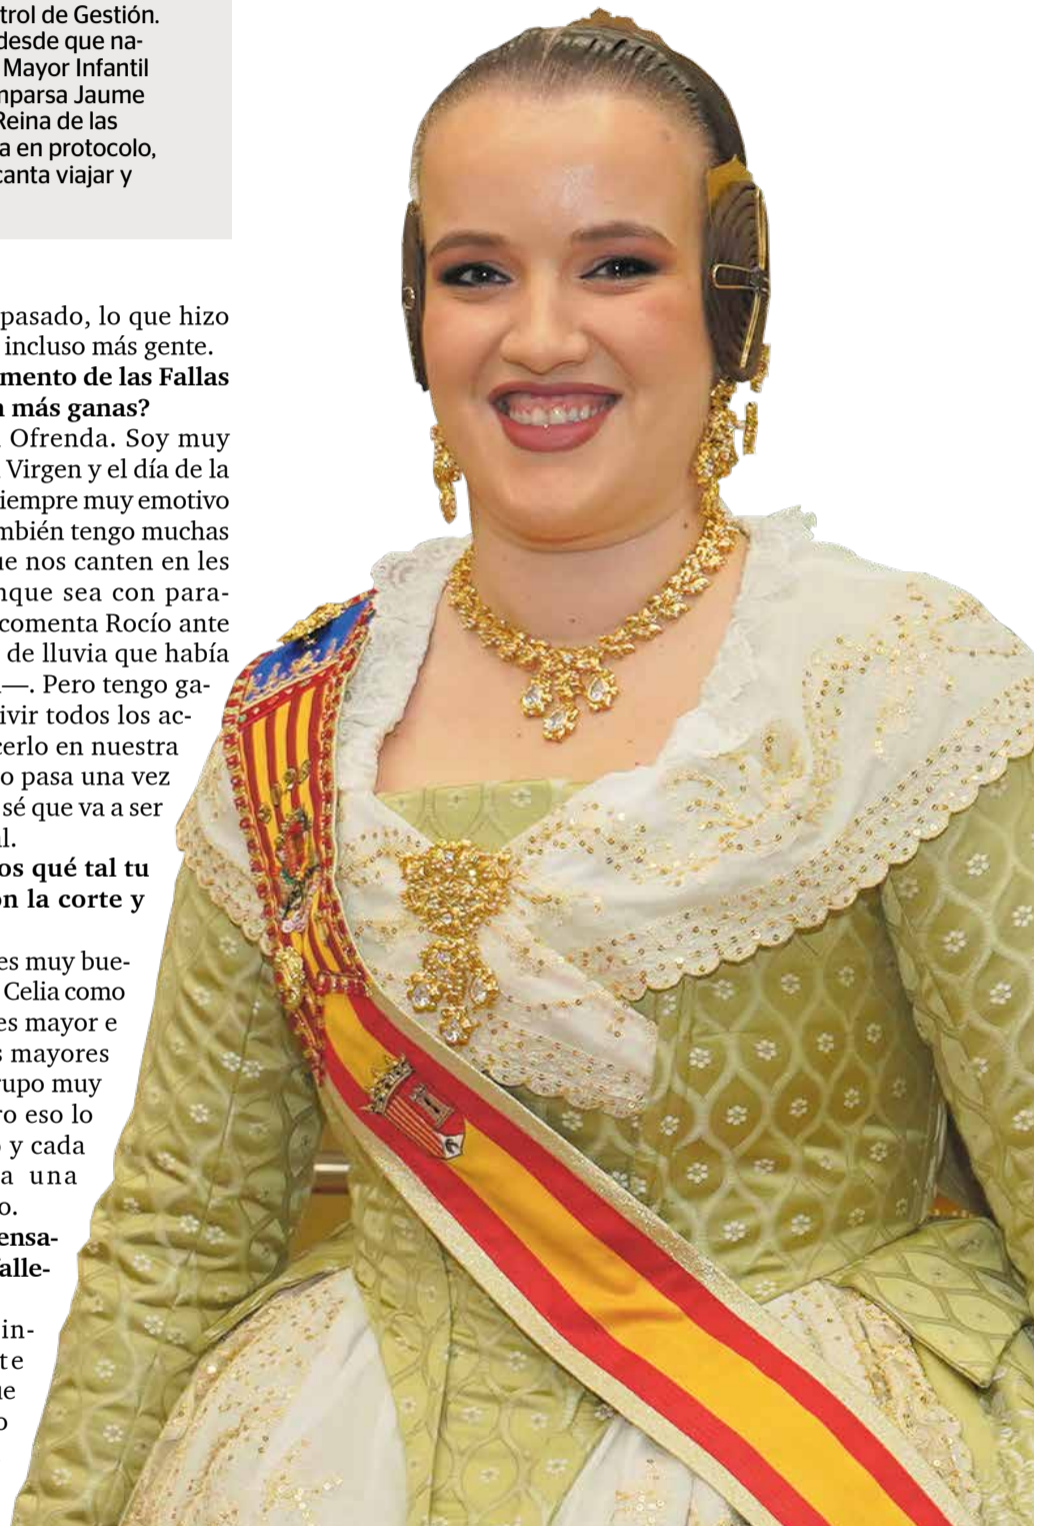 trol de Gestión.
desde que na-
Mayor Infantil
mparsa Jaume
Reina de las
a en protocolo,
canta viajar y
pasado, lo que hizo
incluso más gente.
mento de las Fallas
n más ganas?
Ofrenda. Soy muy
Virgen y el día de la
iempre muy emotivo
mbién tengo muchas
ue nos canten en les
nque sea con para-
comenta Rocío ante
de lluvia que había
—. Pero tengo ga-
ivir todos los ac-
cerlo en nuestra
o pasa una vez
sé que va a ser
l.
os qué tal tu
on la corte y
es muy bue-
Celia como
es mayor e
s mayores
rupo muy
ro eso lo
y cada
a una
o.
ensa-
alle-
in-
te
ue
o